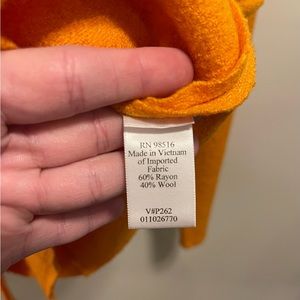 RN 98516
Made in Vietnam
of Imported
Fabric
60% Rayon
40% Wool
V#P262
011026770